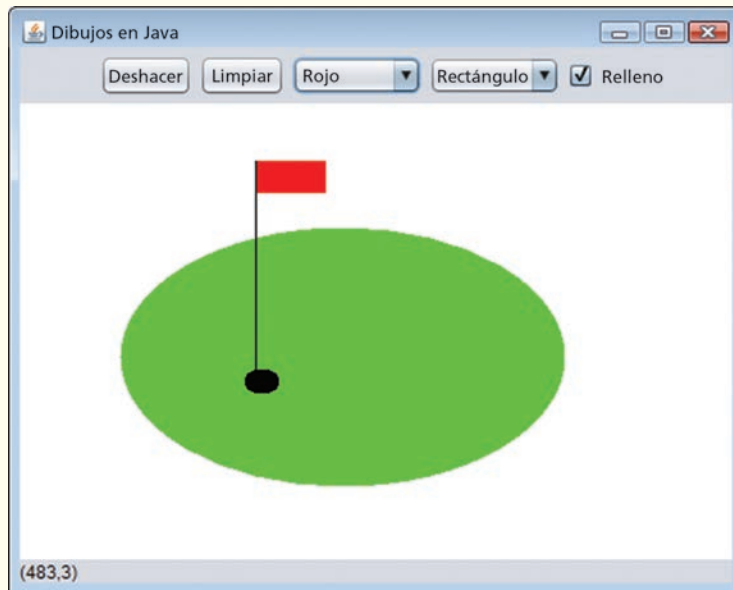 Dibujos en Java
Deshacer Limpiar Rojo Rectángulo Relleno
(483,3)